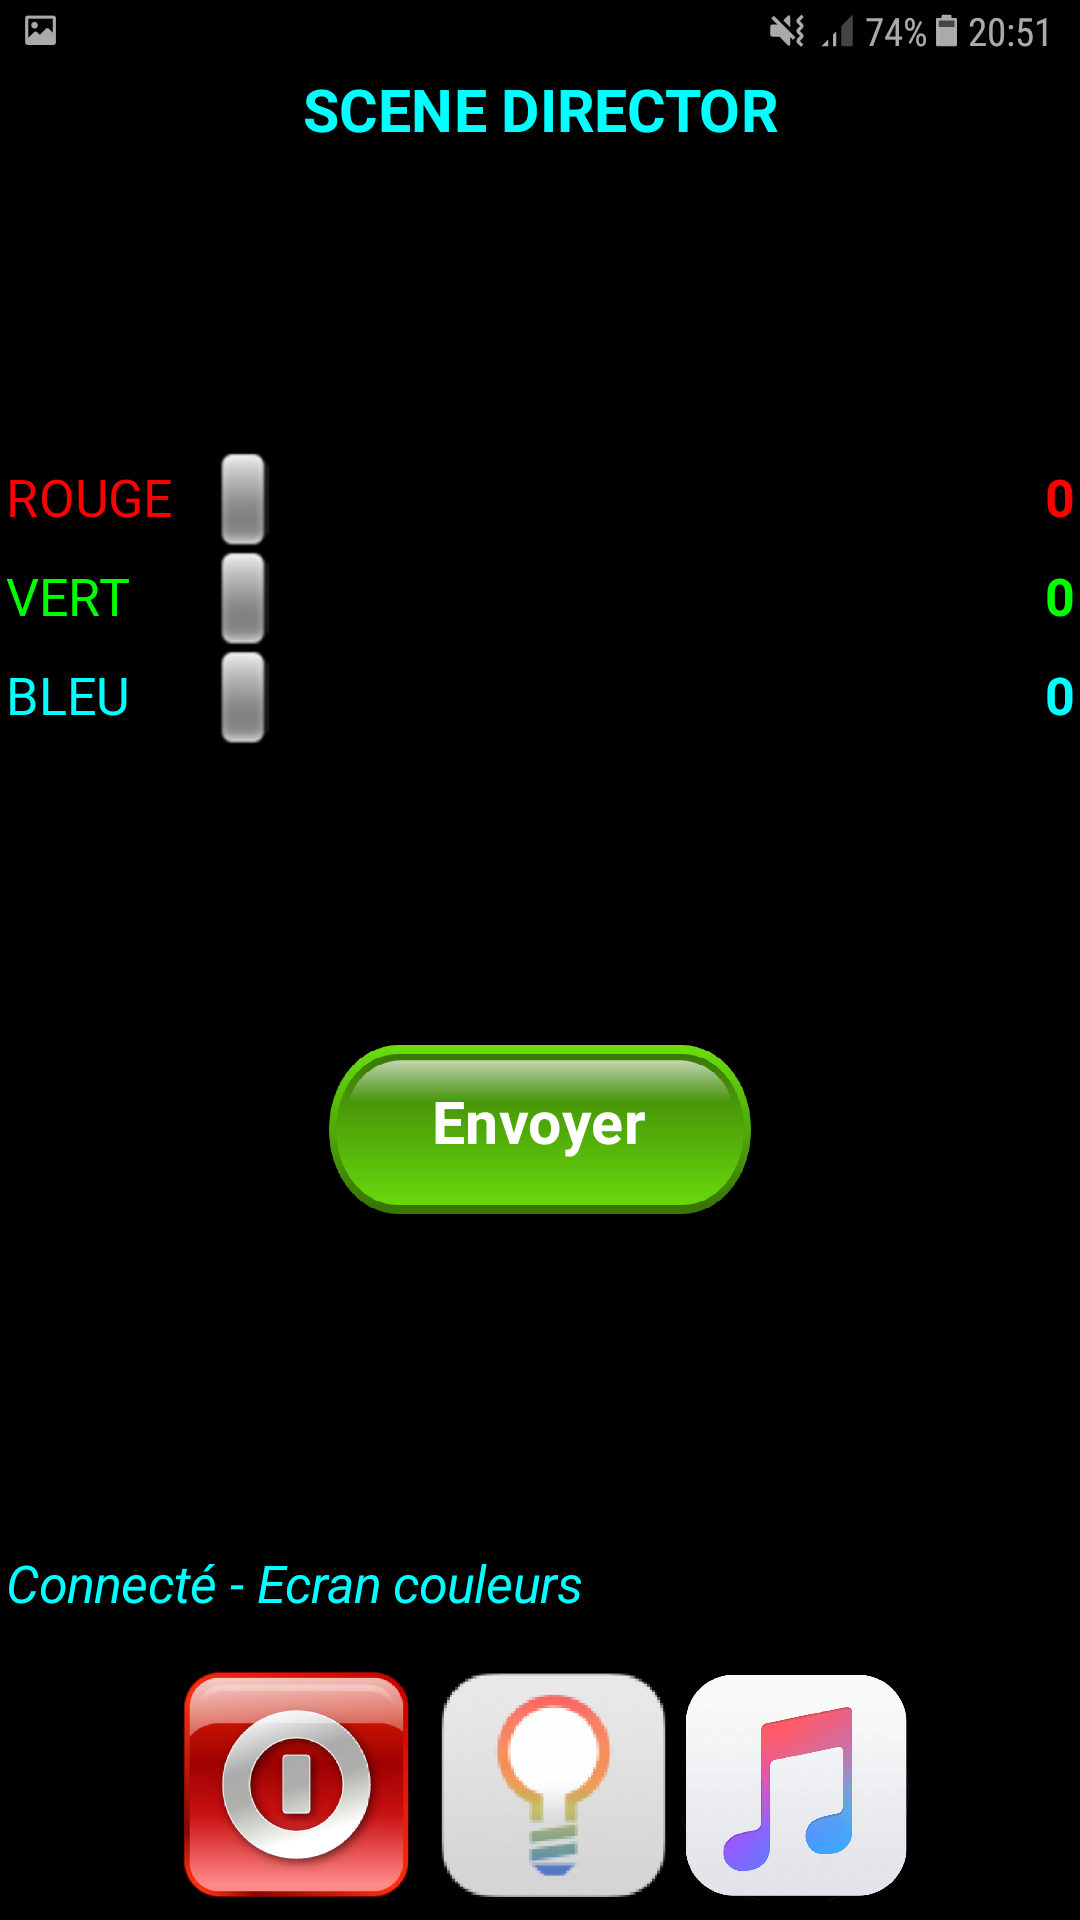 74% 20:51
SCENE DIRECTOR
ROUGE 0
VERT 0
BLEU 0
Envoyer
Connecté - Ecran couleurs